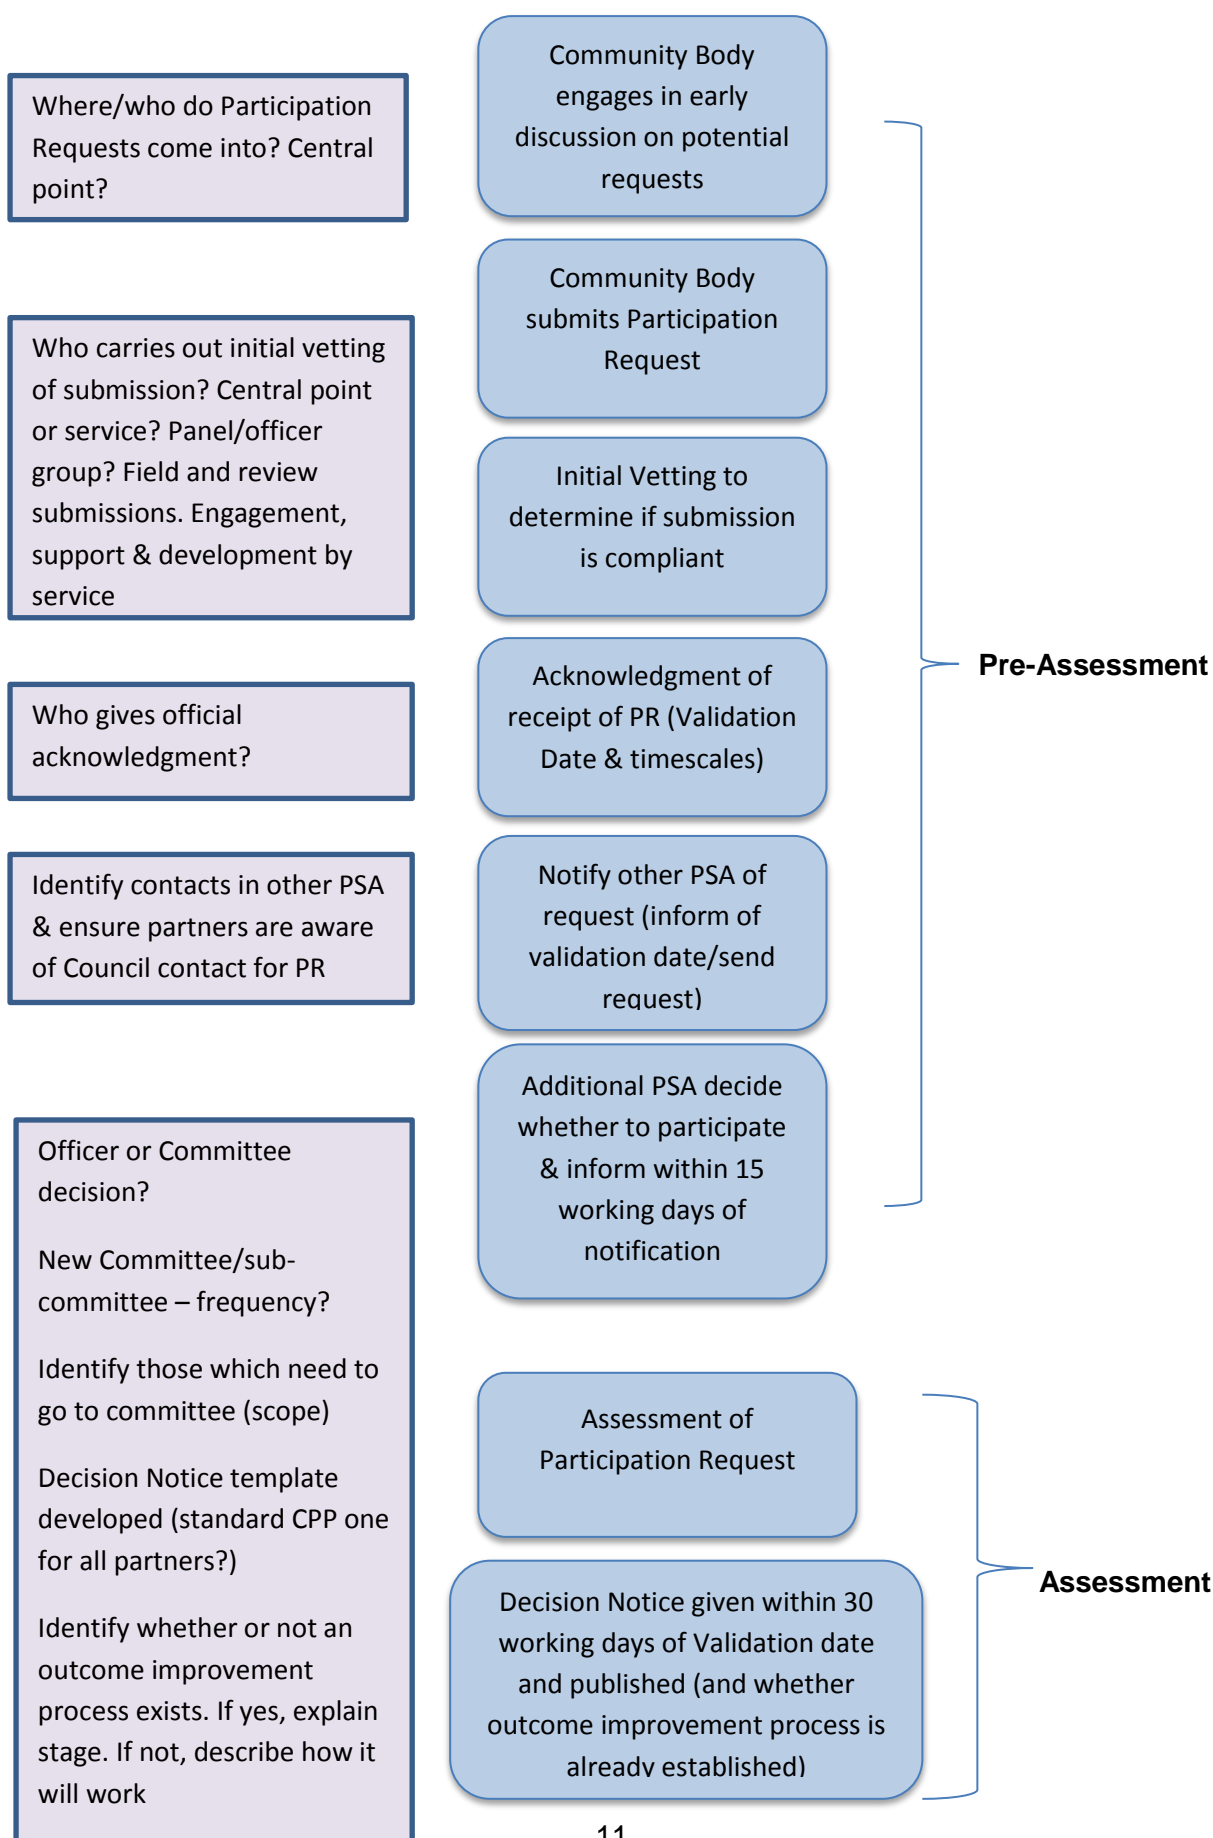 Community Body
engages in early
discussion on potential
requests
Where/who do Participation
Requests come into? Central
point?
Community Body
submits Participation
Request
Who carries out initial vetting
of submission? Central point
or service? Panel/officer
group? Field and review
submissions. Engagement,
support & development by
service
Initial Vetting to
determine if submission
is compliant
Pre-Assessment
Acknowledgment of
receipt of PR (Validation
Date & timescales)
Who gives official
acknowledgment?
Notify other PSA of
request (inform of
validation date/send
request)
Identify contacts in other PSA
& ensure partners are aware
of Council contact for PR
Additional PSA decide
whether to participate
& inform within 15
working days of
notification
Officer or Committee
decision?
New Committee/sub-
committee – frequency?
Identify those which need to
go to committee (scope)
Decision Notice template
developed (standard CPP one
for all partners?)
Identify whether or not an
outcome improvement
process exists. If yes, explain
stage. If not, describe how it
will work
Assessment of
Participation Request
Assessment
Decision Notice given within 30
working days of Validation date
and published (and whether
outcome improvement process is
already established)
11